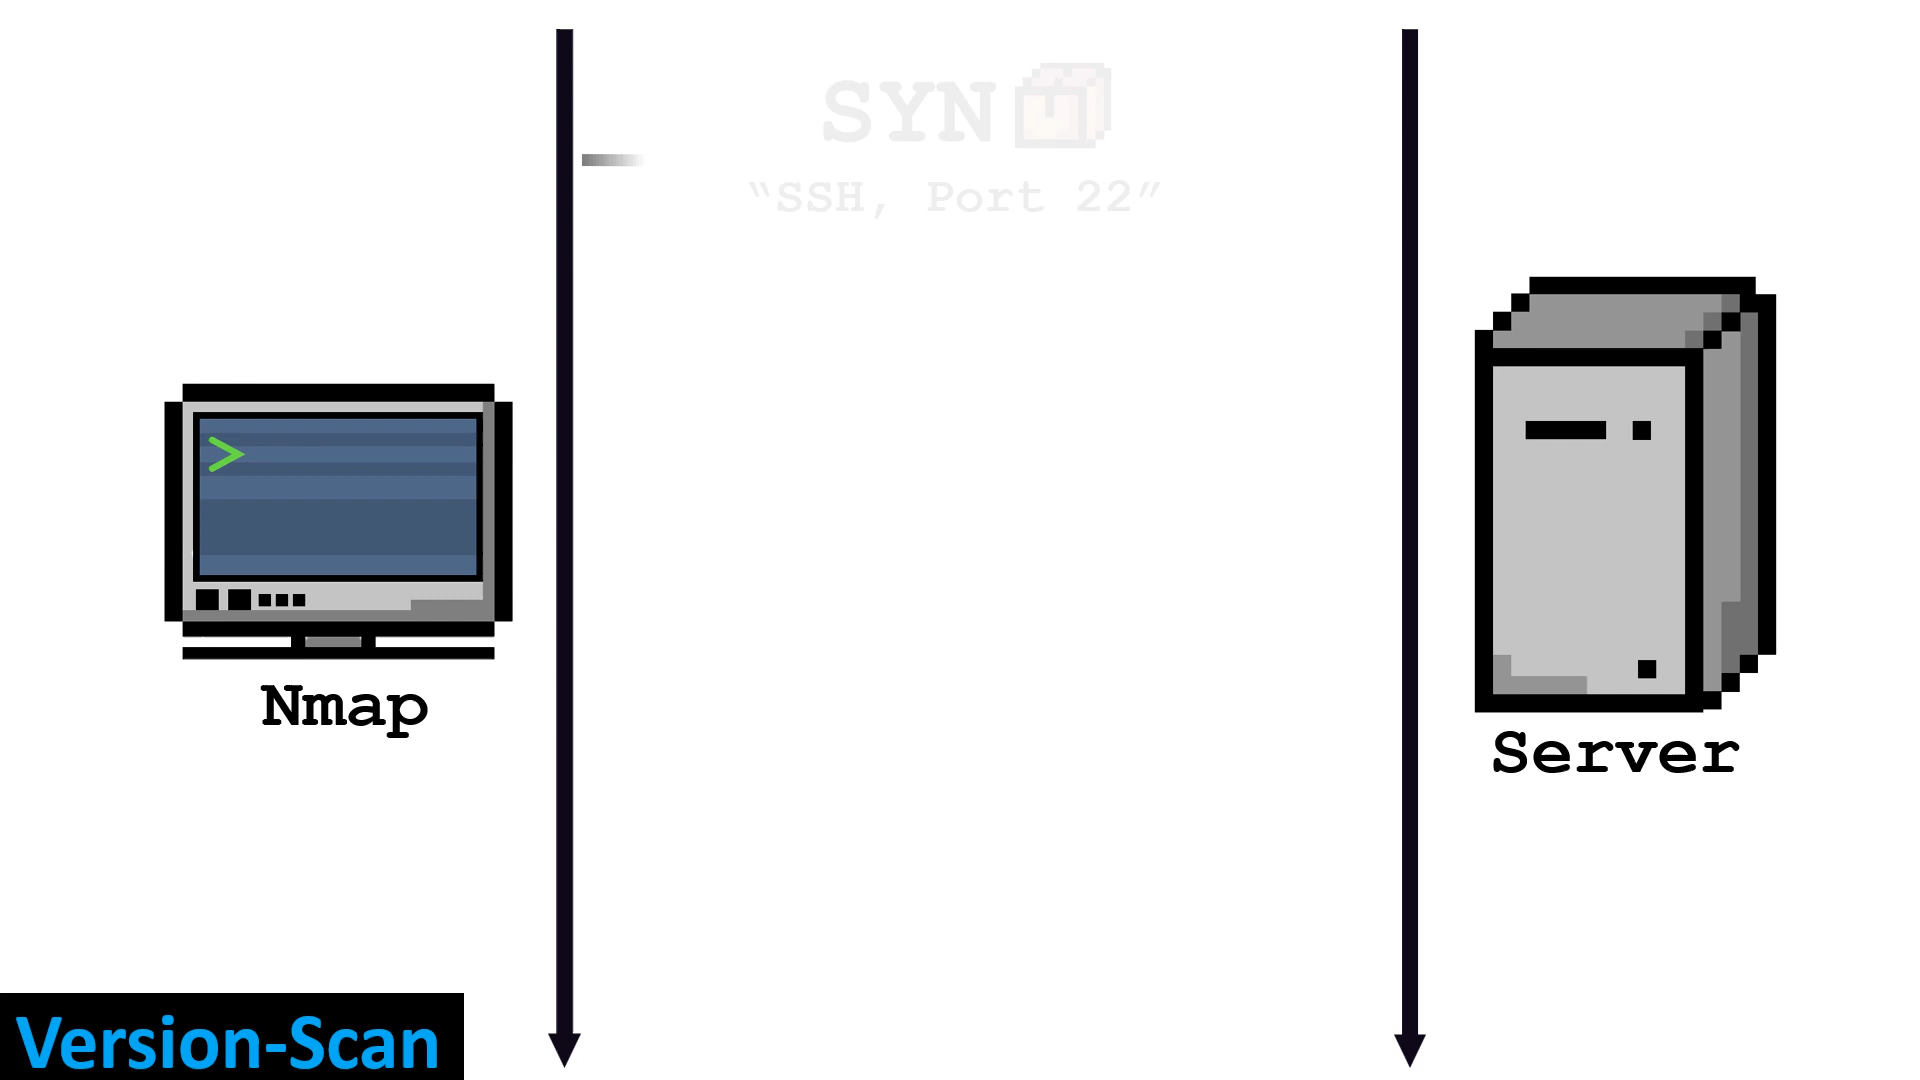 SYN
“SSH, Port 22”
>
Nmap
Server
Version-Scan